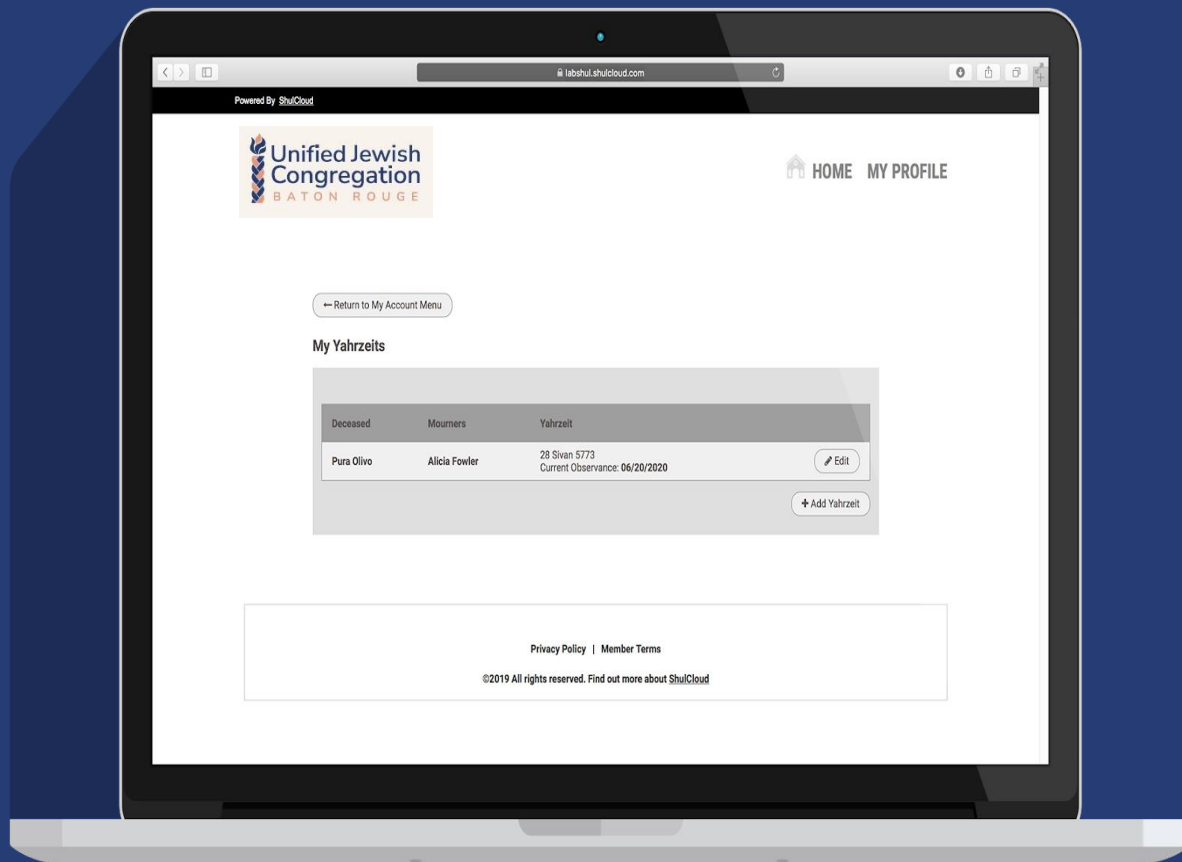 labshul.shulcloud.com
Powered By ShulCloud
Unified Jewish
Congregation
BATON ROUGE
HOME MY PROFILE
Return to My Account Menu
My Yahrzeits
Deceased Mourners Yahrzeit
Pura Olivo Alicia Fowler 28 Sivan 5773
Current Observance: 06/20/2020
Edit
+ Add Yahrzeit
Privacy Policy | Member Terms
©2019 All rights reserved. Find out more about ShulCloud